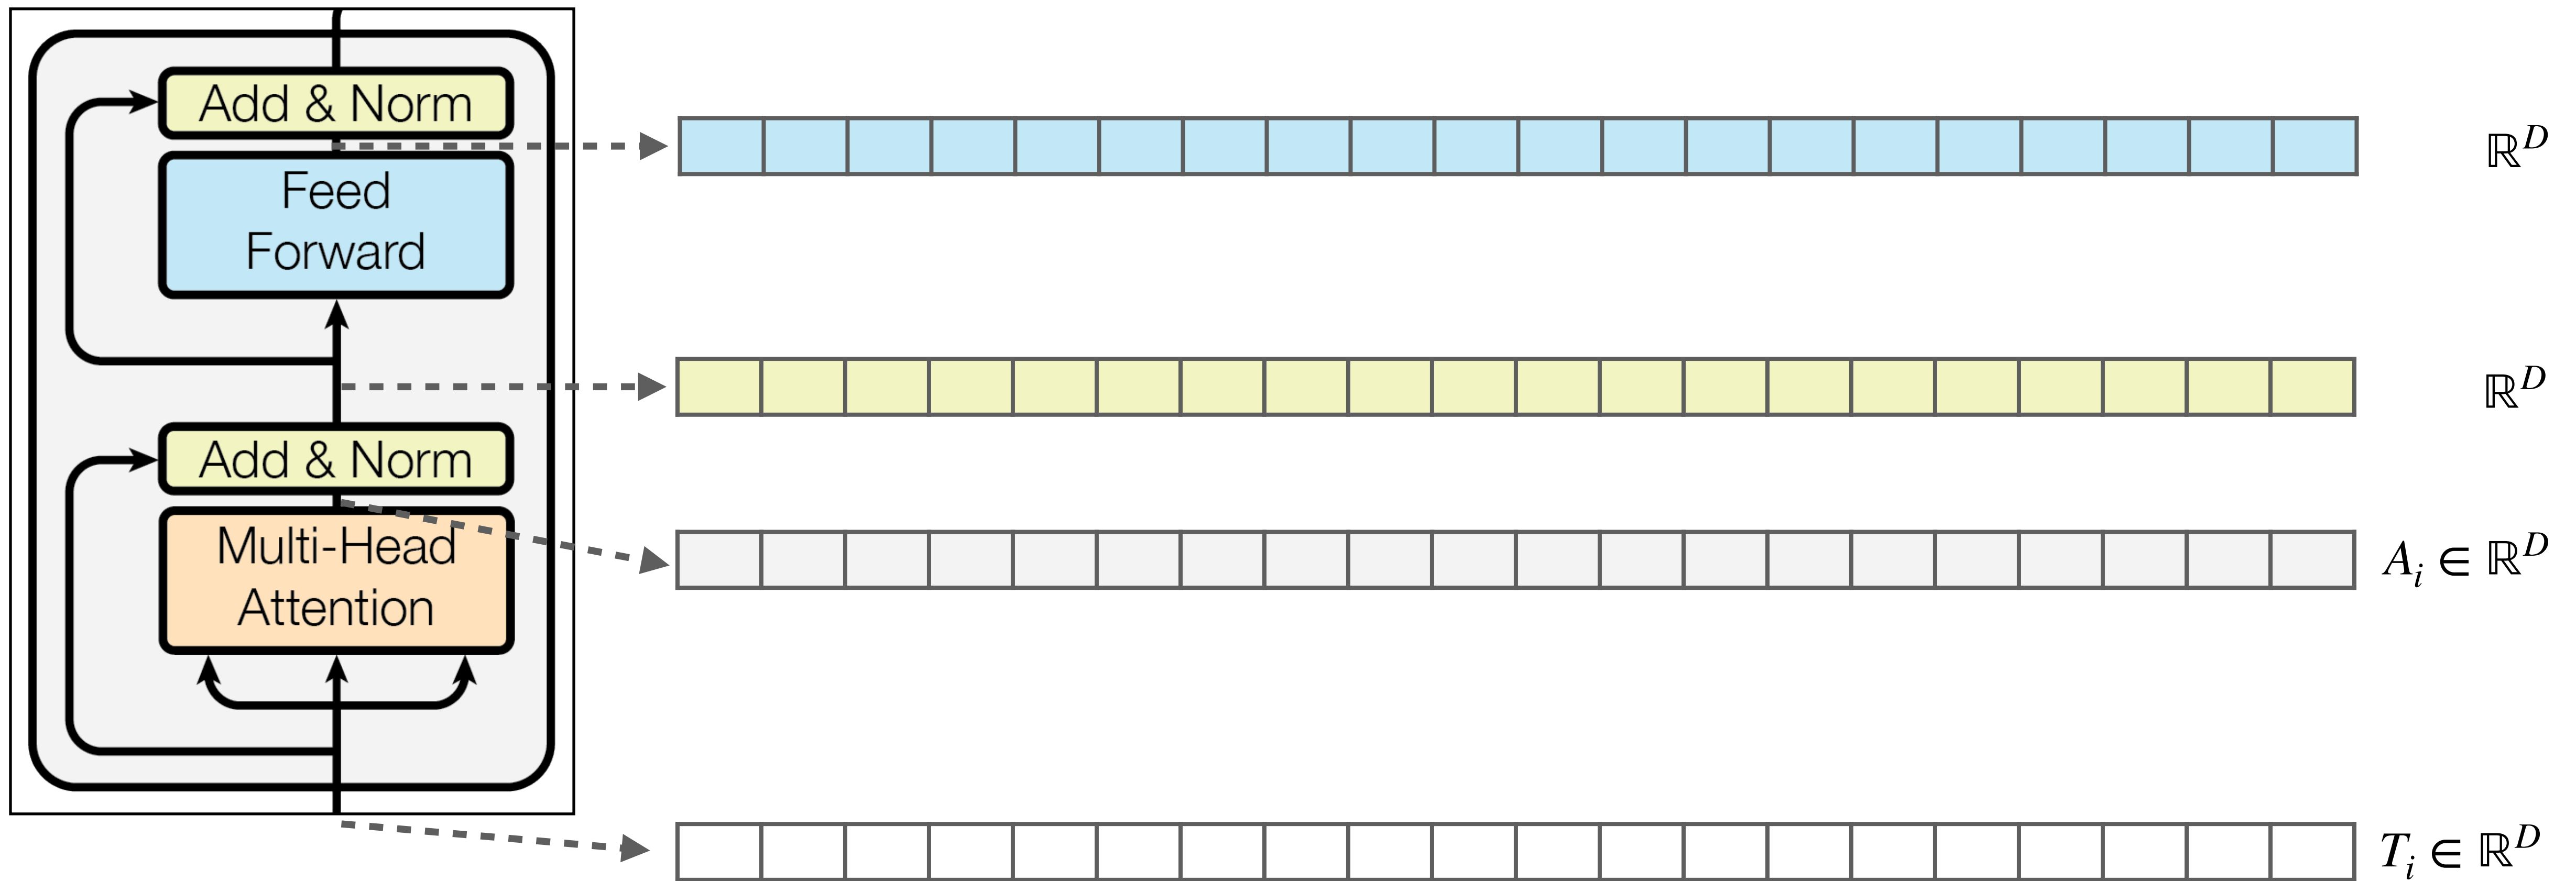 Add & Norm
Feed
Forward
Add & Norm
Multi-Head
Attention
ℝ^D
ℝ^D
A_i ∈ ℝ^D
T_i ∈ ℝ^D